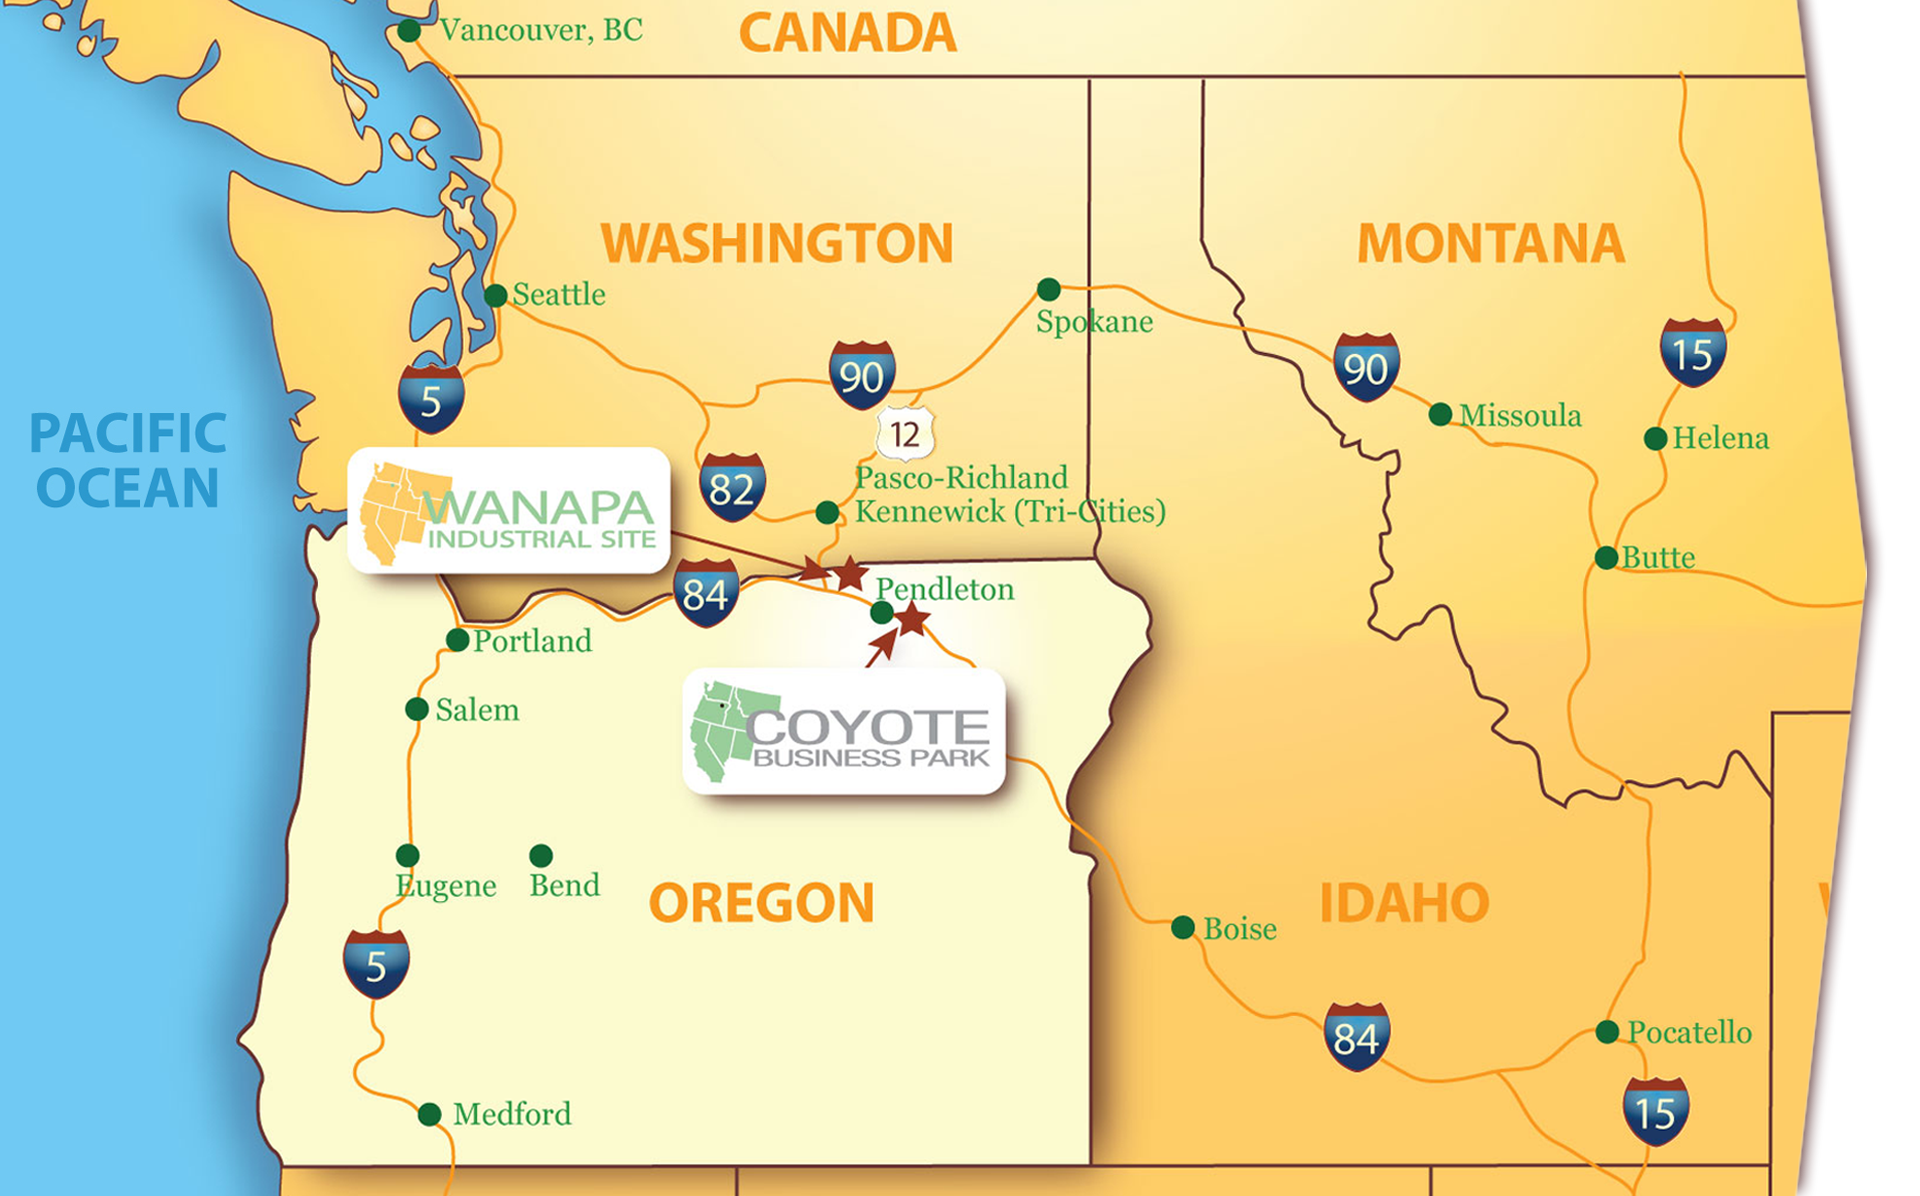 Vancouver, BC
CANADA
WASHINGTON
MONTANA
Seattle
Spokane
90
90
15
5
PACIFIC
OCEAN
12
Missoula
Helena
82
Pasco-Richland
Kennewick (Tri-Cities)
WANAPA
INDUSTRIAL SITE
Butte
84
Pendleton
Portland
Salem
COYOTE
BUSINESS PARK
Eugene
Bend
OREGON
IDAHO
Boise
5
84
Pocatello
Medford
15